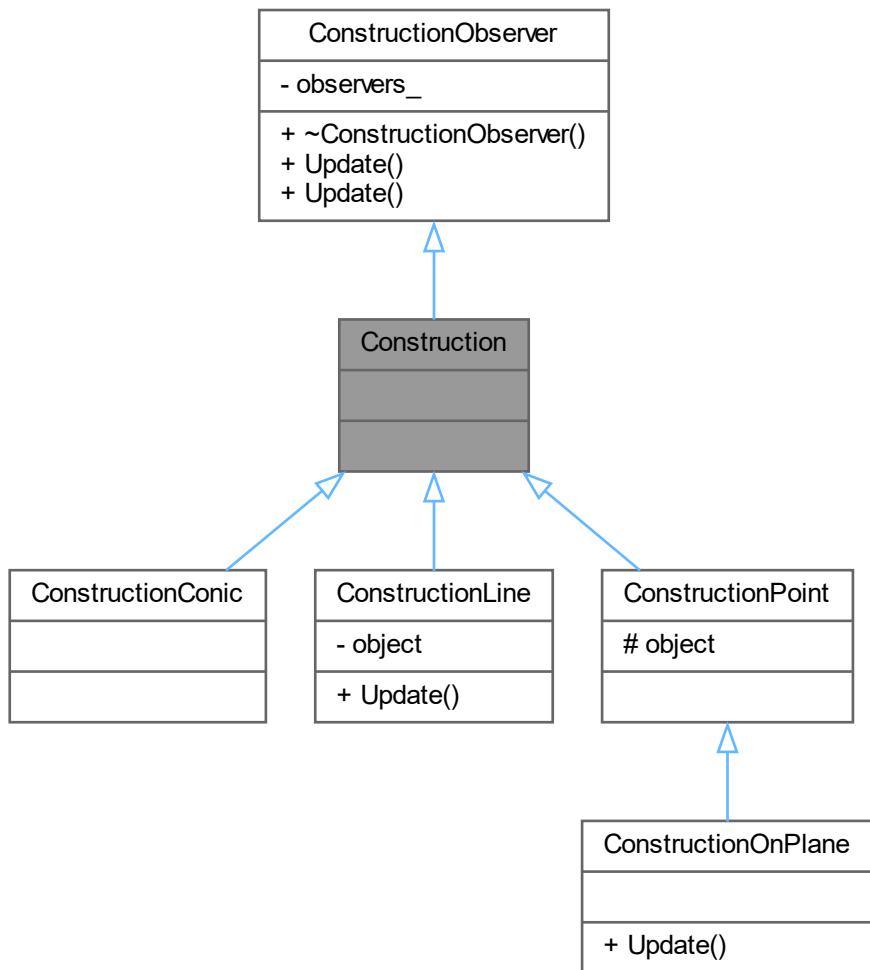 ConstructionObserver
- observers_
+ ~ConstructionObserver()
+ Update()
+ Update()
Construction
ConstructionConic
ConstructionLine
- object
+ Update()
ConstructionPoint
# object
ConstructionOnPlane
+ Update()